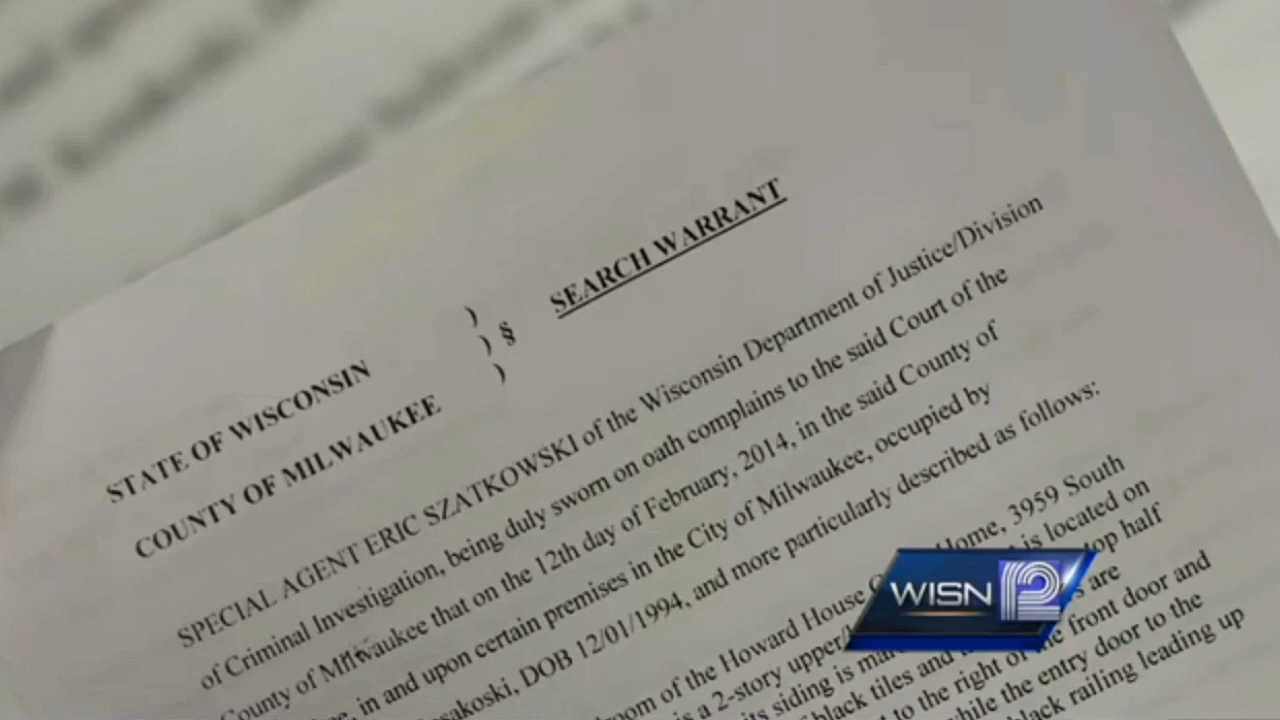 SEARCH WARRANT
STATE OF WISCONSIN )
) §
COUNTY OF MILWAUKEE )
SPECIAL AGENT ERIC SZATKOWSKI of the Wisconsin Department of Justice/Division
of Criminal Investigation, being duly sworn on oath complains to the said Court of the
County of Milwaukee that on the 12th day of February, 2014, in the said County of
in and upon certain premises in the City of Milwaukee, occupied by
sakoski, DOB 12/01/1994, and more particularly described as follows:
room of the Howard House Home, 3959 South
is a 2-story upper/ is located on
its siding is top half
black tiles and are
to the right of front door and
while the entry door to the
black railing leading up
WISN 12